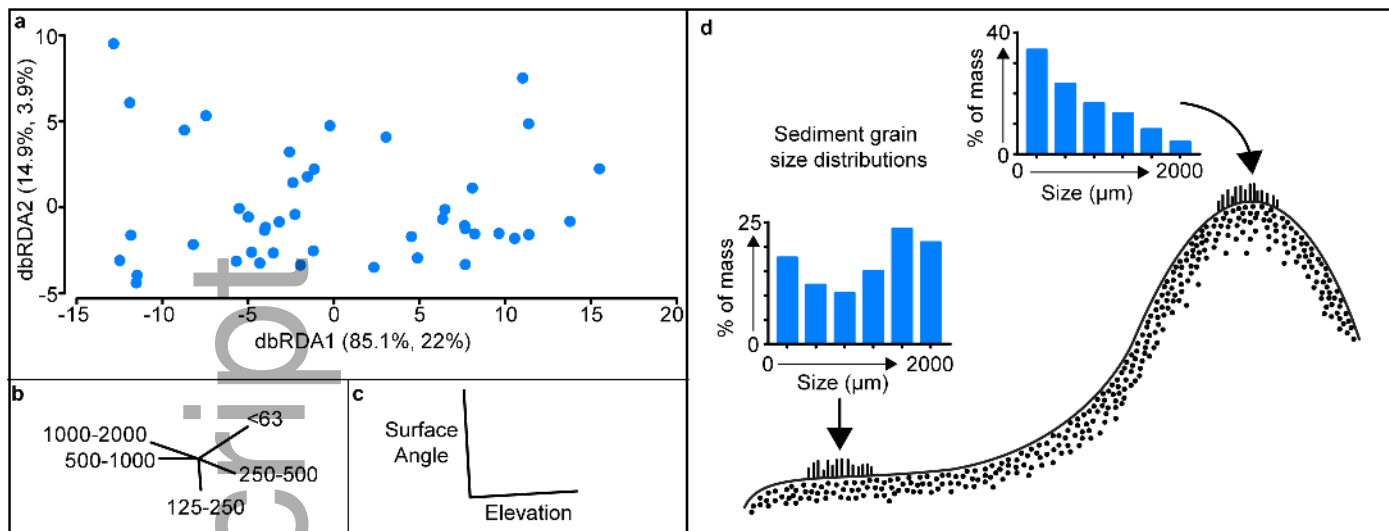 a
10
5
0
-5
dbRDA2 (14.9%, 3.9%)
-15
-10
-5
0
5
10
15
20
dbRDA1 (85.1%, 22%)
b
<63
1000-2000
500-1000
250-500
125-250
c
Surface
Angle
Elevation
d
40
0
% of mass
0
2000
Size (µm)
Sediment grain
size distributions
25
0
% of mass
0
2000
Size (µm)
cript